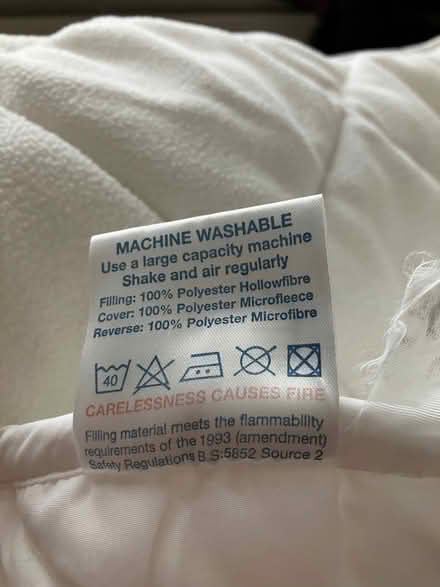 MACHINE WASHABLE
Use a large capacity machine
Shake and air regularly
Filling: 100% Polyester Hollowfibre
Cover: 100% Polyester Microfleece
Reverse: 100% Polyester Microfibre
40
CARELESSNESS CAUSES FIRE
Filling material meets the flammability
requirements of the 1993 (amendment)
Safety Regulations B.S:5852 Source 2